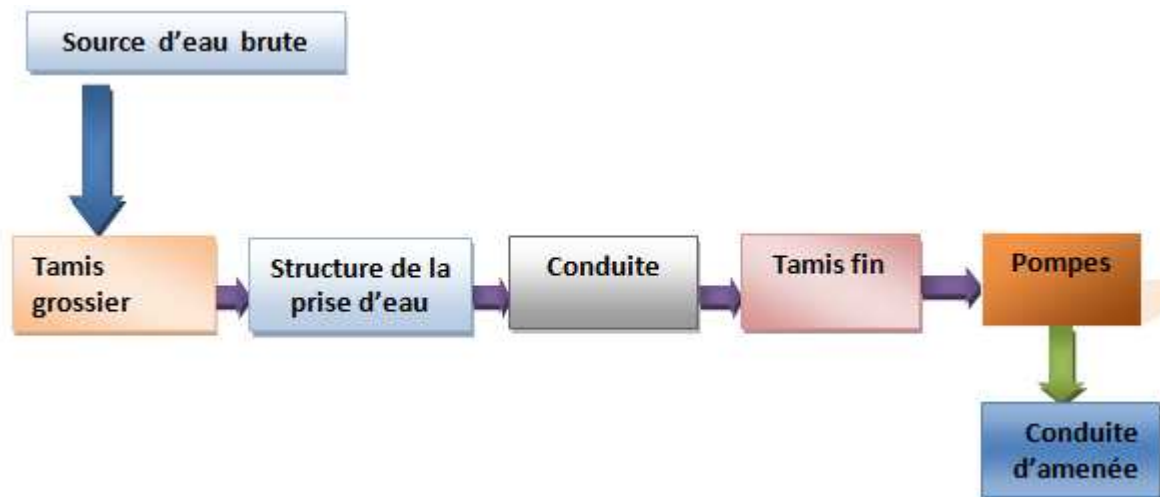 Source d'eau brute
Tamis
grossier
Structure de la
prise d'eau
Conduite
Tamis fin
Pompes
Conduite
d'amenée